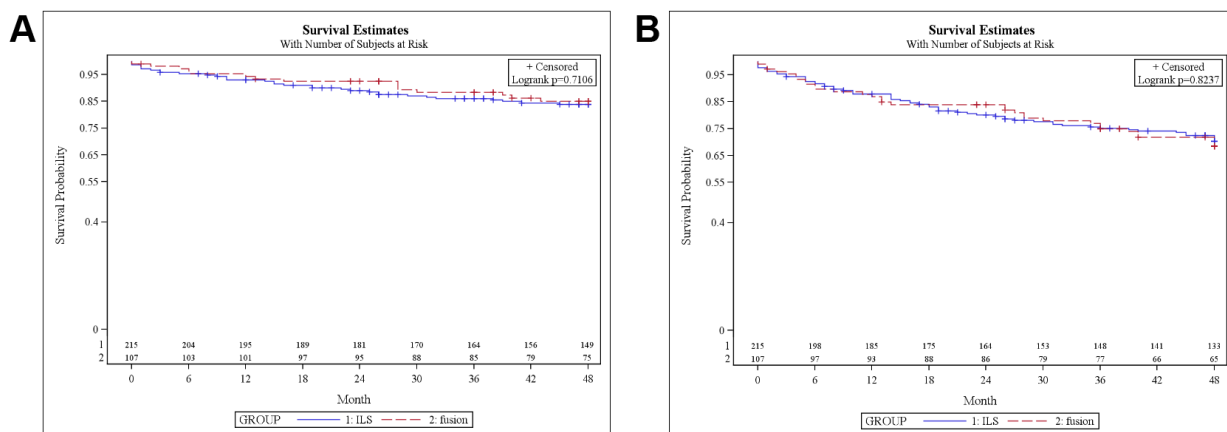 A
Survival Estimates
With Number of Subjects at Risk
+ Censored
Logrank p=0.7106
Survival Probability
0.95
0.85
0.75
0.65
0.55
0.4
0
1 215 204 195 189 181 170 164 156 149
2 107 103 101 97 95 88 85 79 75
0 6 12 18 24 30 36 42 48
Month
GROUP 1: ILS 2: fusion
B
Survival Estimates
With Number of Subjects at Risk
+ Censored
Logrank p=0.8237
Survival Probability
0.95
0.85
0.75
0.65
0.55
0.4
0
1 215 198 185 175 164 153 148 141 133
2 107 97 93 88 86 79 77 66 65
0 6 12 18 24 30 36 42 48
Month
GROUP 1: ILS 2: fusion